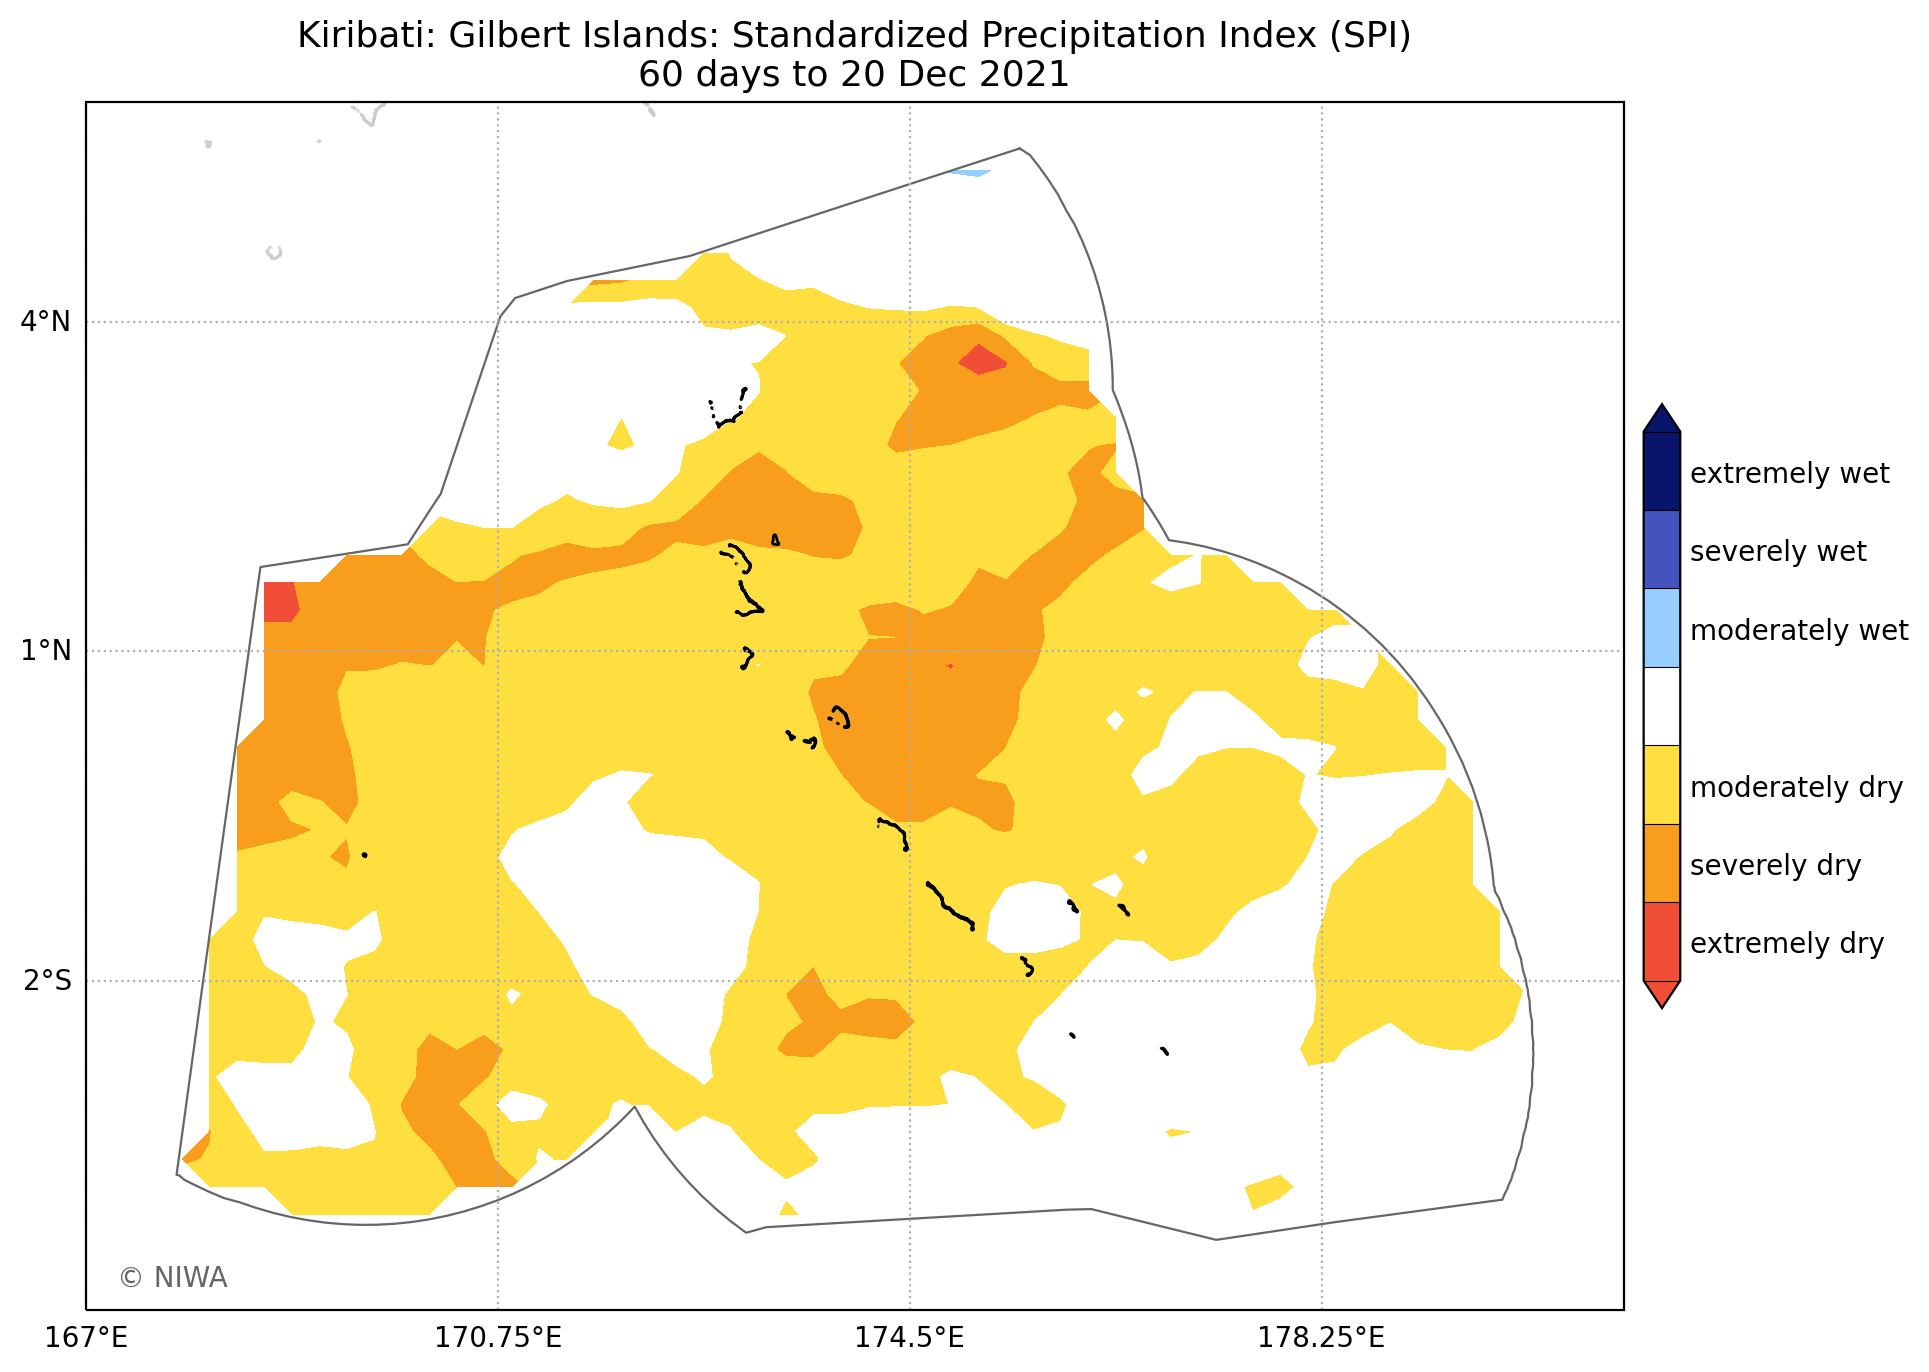 Kiribati: Gilbert Islands: Standardized Precipitation Index (SPI)
60 days to 20 Dec 2021
4°N
1°N
2°S
167°E
170.75°E
174.5°E
178.25°E
extremely wet
severely wet
moderately wet
moderately dry
severely dry
extremely dry
© NIWA